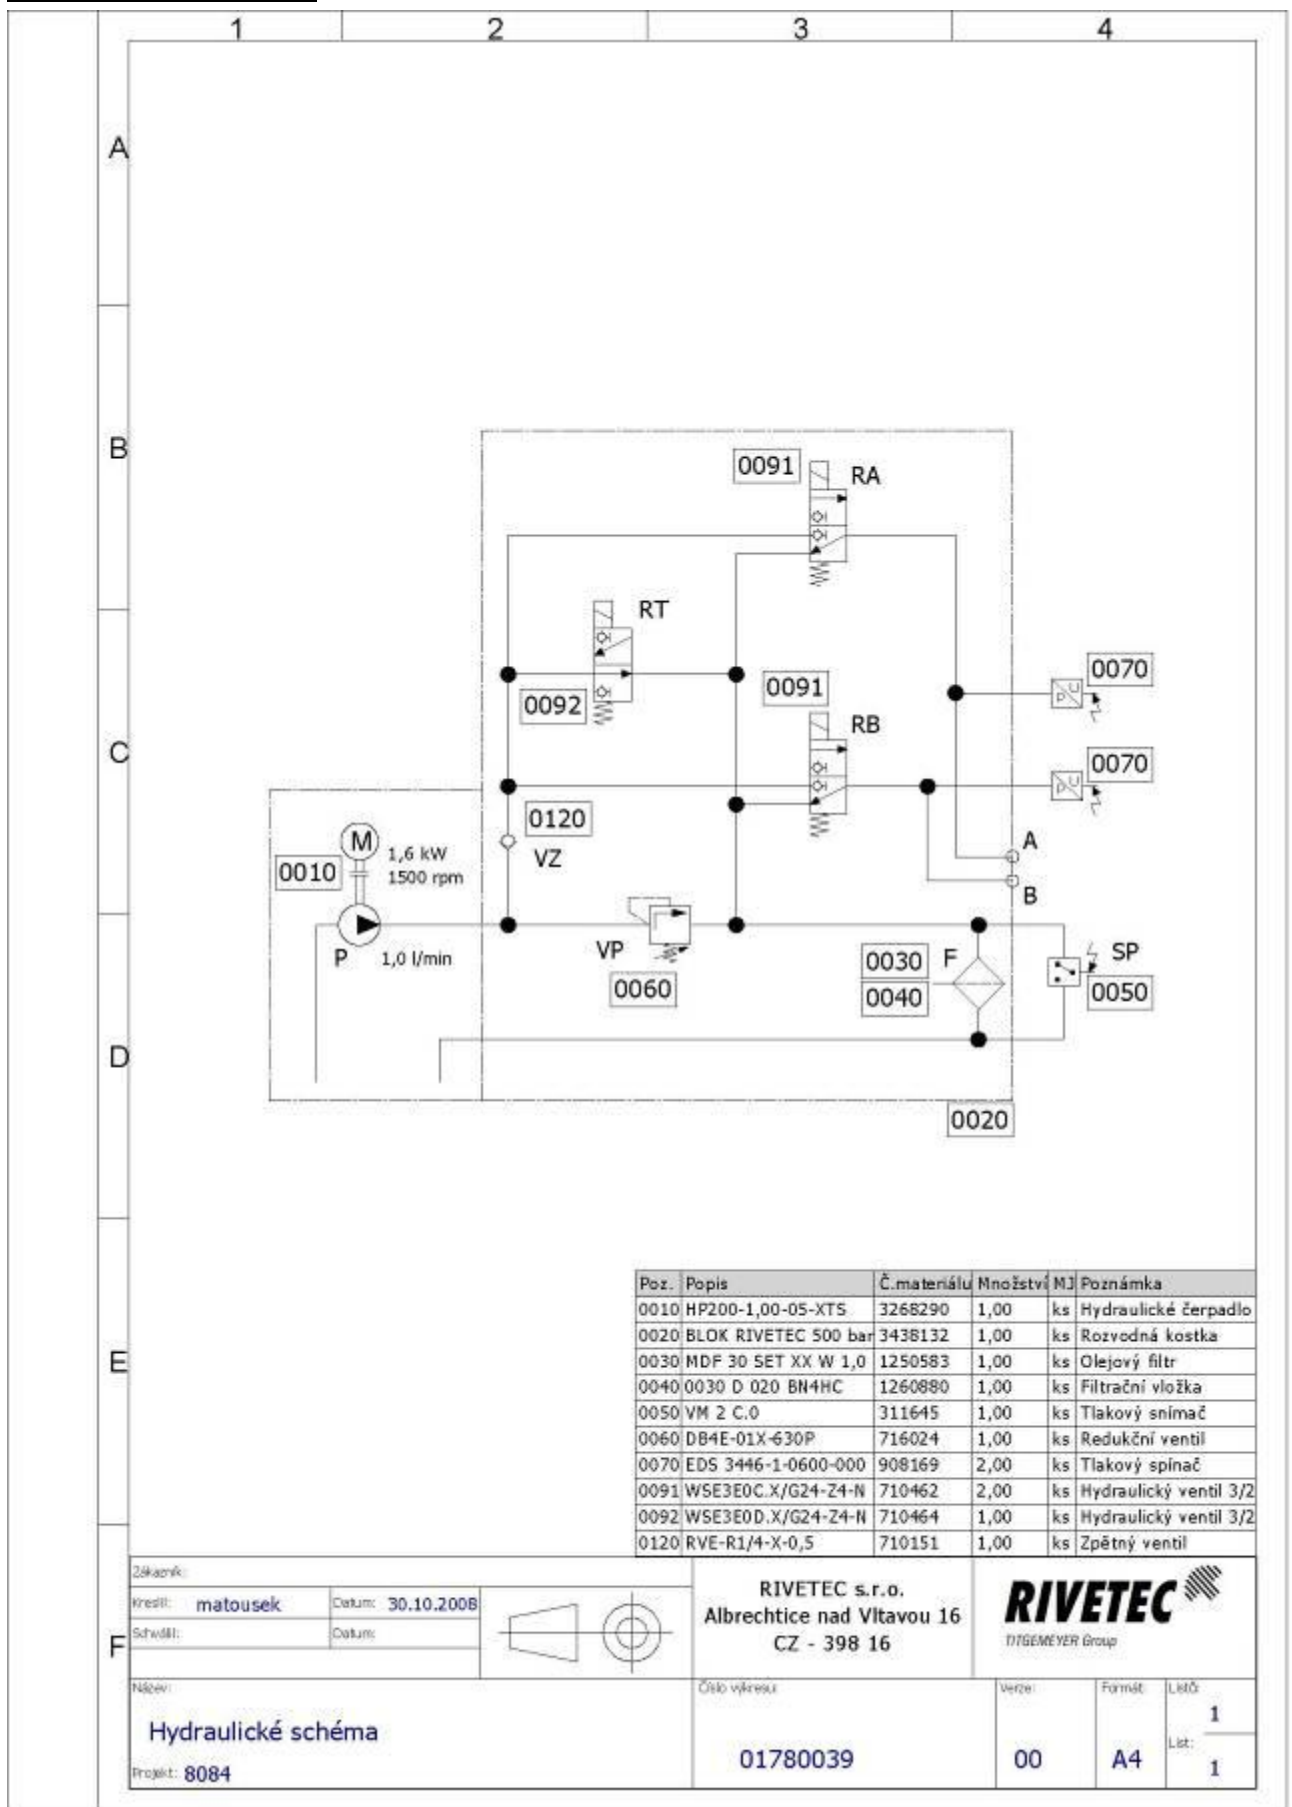 1 2 3 4
A
B
0091 RA
RT
0070
0092
0091
RB
C
0070
0120
M 1,6 kW
A
0010
1500 rpm
VZ
B
P 1,0 l/min
VP
0030 F
SP
0060
0040
0050
D
0020
E
Poz. Popis Č.materiálu Množství MJ Poznámka
0010 HP200-1,00-05-XTS 3268290 1,00 ks Hydraulické čerpadlo
0020 BLOK RIVETEC 500 bar 3438132 1,00 ks Rozvodná kostka
0030 MDF 30 SET XX W 1,0 1250583 1,00 ks Olejový filtr
0040 0030 D 020 BN4HC 1260880 1,00 ks Filtrační vložka
0050 VM 2 C.0 311645 1,00 ks Tlakový snímač
0060 DB4E-01X-630P 716024 1,00 ks Redukční ventil
0070 EDS 3446-1-0600-000 908169 2,00 ks Tlakový spínač
0091 WSE3E0C.X/G24-Z4-N 710462 2,00 ks Hydraulický ventil 3/2
0092 WSE3E0D.X/G24-Z4-N 710464 1,00 ks Hydraulický ventil 3/2
0120 RVE-R1/4-X-0,5 710151 1,00 ks Zpětný ventil
F
Zákazník:
Kreslil: matousek Datum: 30.10.2008
Schválil: Datum:
RIVETEC s.r.o.
Albrechtice nad Vltavou 16
CZ - 398 16
RIVETEC
TITGEMEYER Group
Název:
Hydraulické schéma
Projekt: 8084
Číslo výkresu:
01780039
Verze:
00
Formát:
A4
Listů:
1
List:
1